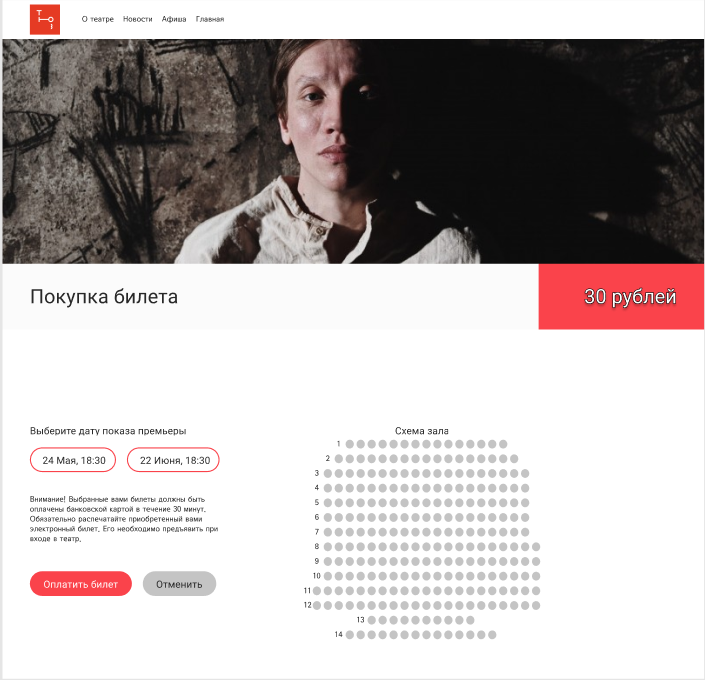 ТЮ
О театре Новости Афиша Главная
Покупка билета
30 рублей
Выберите дату показа премьеры
24 Мая, 18:30 22 Июня, 18:30
Внимание! Выбранные вами билеты должны быть
оплачены банковской картой в течение 30 минут.
Обязательно распечатайте приобретенный вами
электронный билет. Его необходимо предъявить при
входе в театр.
Оплатить билет Отменить
Схема зала
1
2
3
4
5
6
7
8
9
10
11
12
13
14